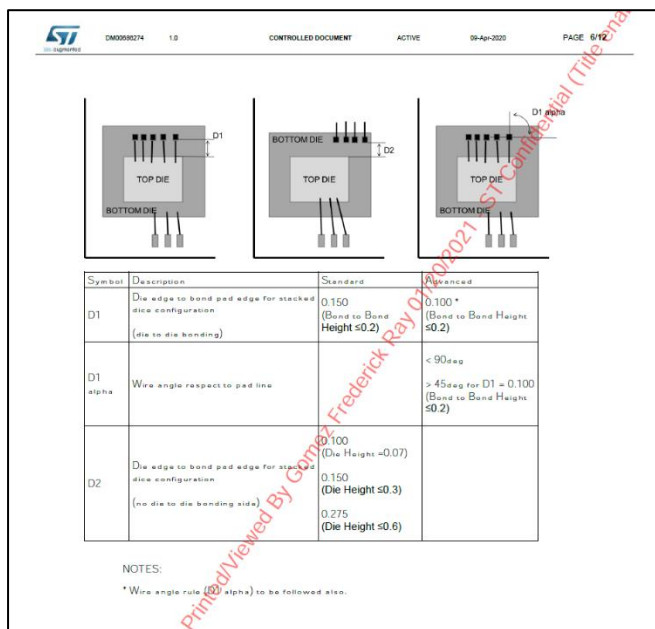 ST
life.augmented
DM00686274 1.0 CONTROLLED DOCUMENT ACTIVE 09-Apr-2020 PAGE 6/12
D1
TOP DIE
BOTTOM DIE
BOTTOM DIE
D2
TOP DIE
D1 alpha
TOP DIE
BOTTOM DIE
Symbol Description Standard Advanced
D1
Die edge to bond pad edge for stacked
dice configuration
(die to die bonding)
0.150
(Bond to Bond
Height ≤0.2)
0.100 *
(Bond to Bond Height
≤0.2)
D1
alpha
Wire angle respect to pad line
< 90deg
> 45deg for D1 = 0.100
(Bond to Bond Height
≤0.2)
D2
Die edge to bond pad edge for stacked
dice configuration
(no die to die bonding side)
0.100
(Die Height =0.07)
0.150
(Die Height ≤0.3)
0.275
(Die Height ≤0.6)
NOTES:
* Wire angle rule (D1 alpha) to be followed also.
Printed/Viewed By Gomez Frederick Ray 01/20/2021 - ST Confidential (Title